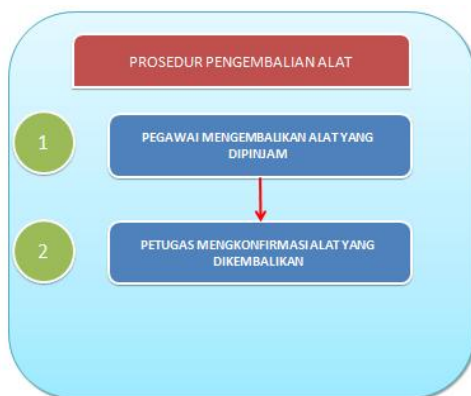 PROSEDUR PENGEMBALIAN ALAT
1
PEGAWAI MENGEMBALIKAN ALAT YANG
DIPINJAM
2
PETUGAS MENGKONFIRMASI ALAT YANG
DIKEMBALIKAN